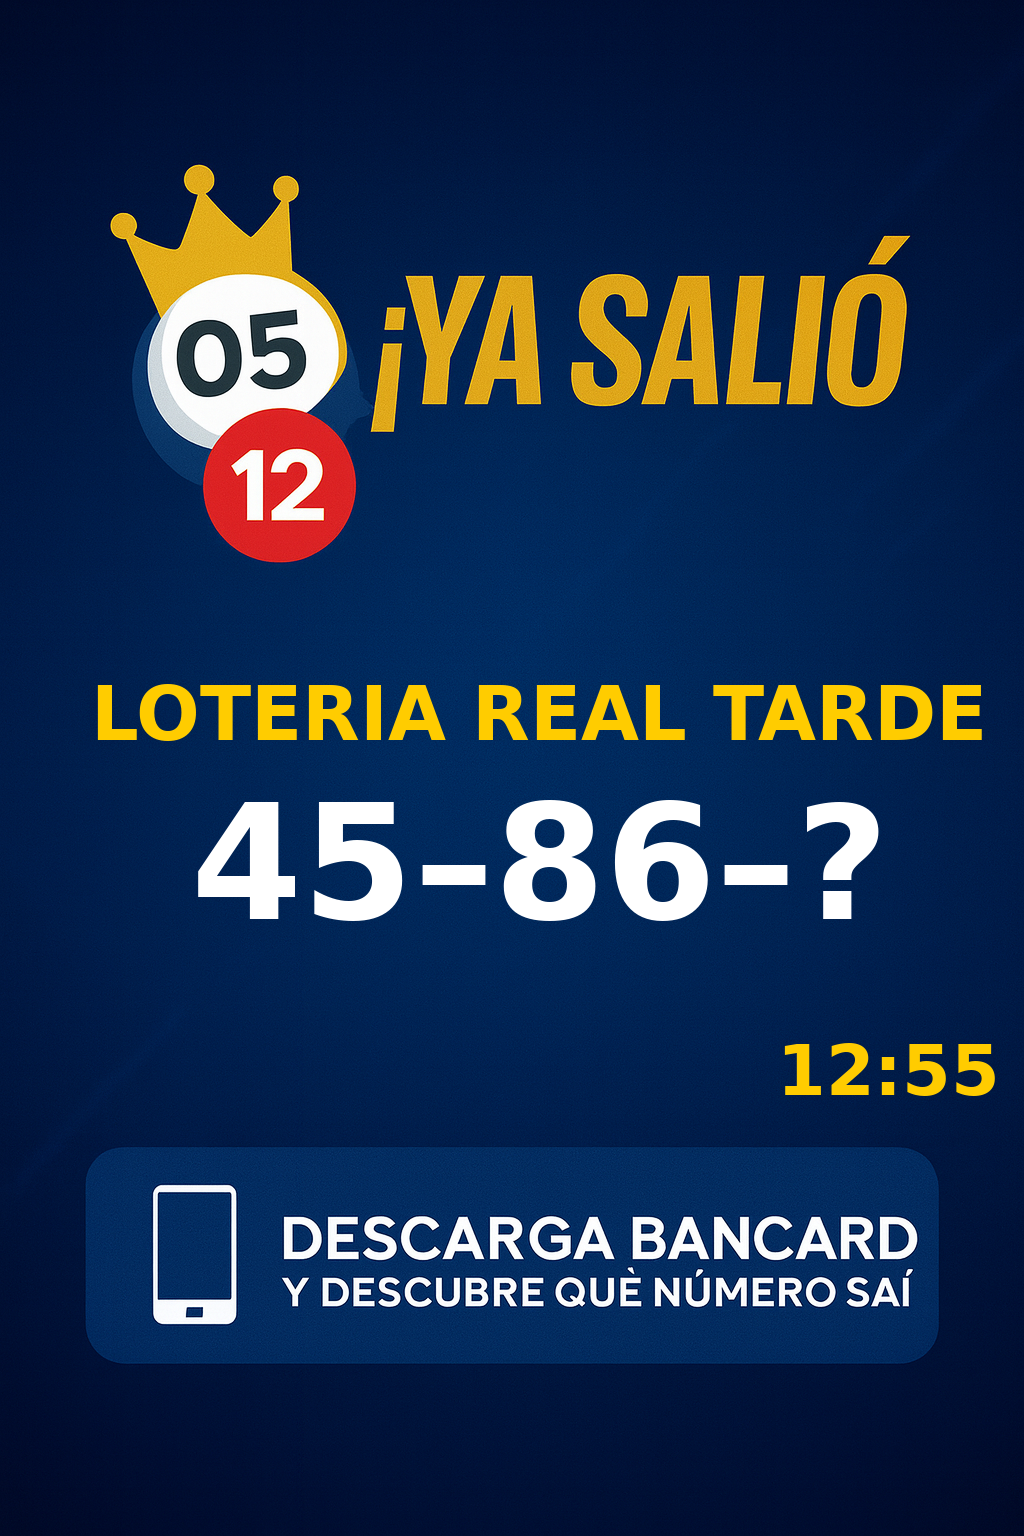 05
12
¡YA SALIÓ
LOTERIA REAL TARDE
45–86–?
12:55
DESCARGA BANCARD
Y DESCUBRE QUÈ NÚMERO SAÍ